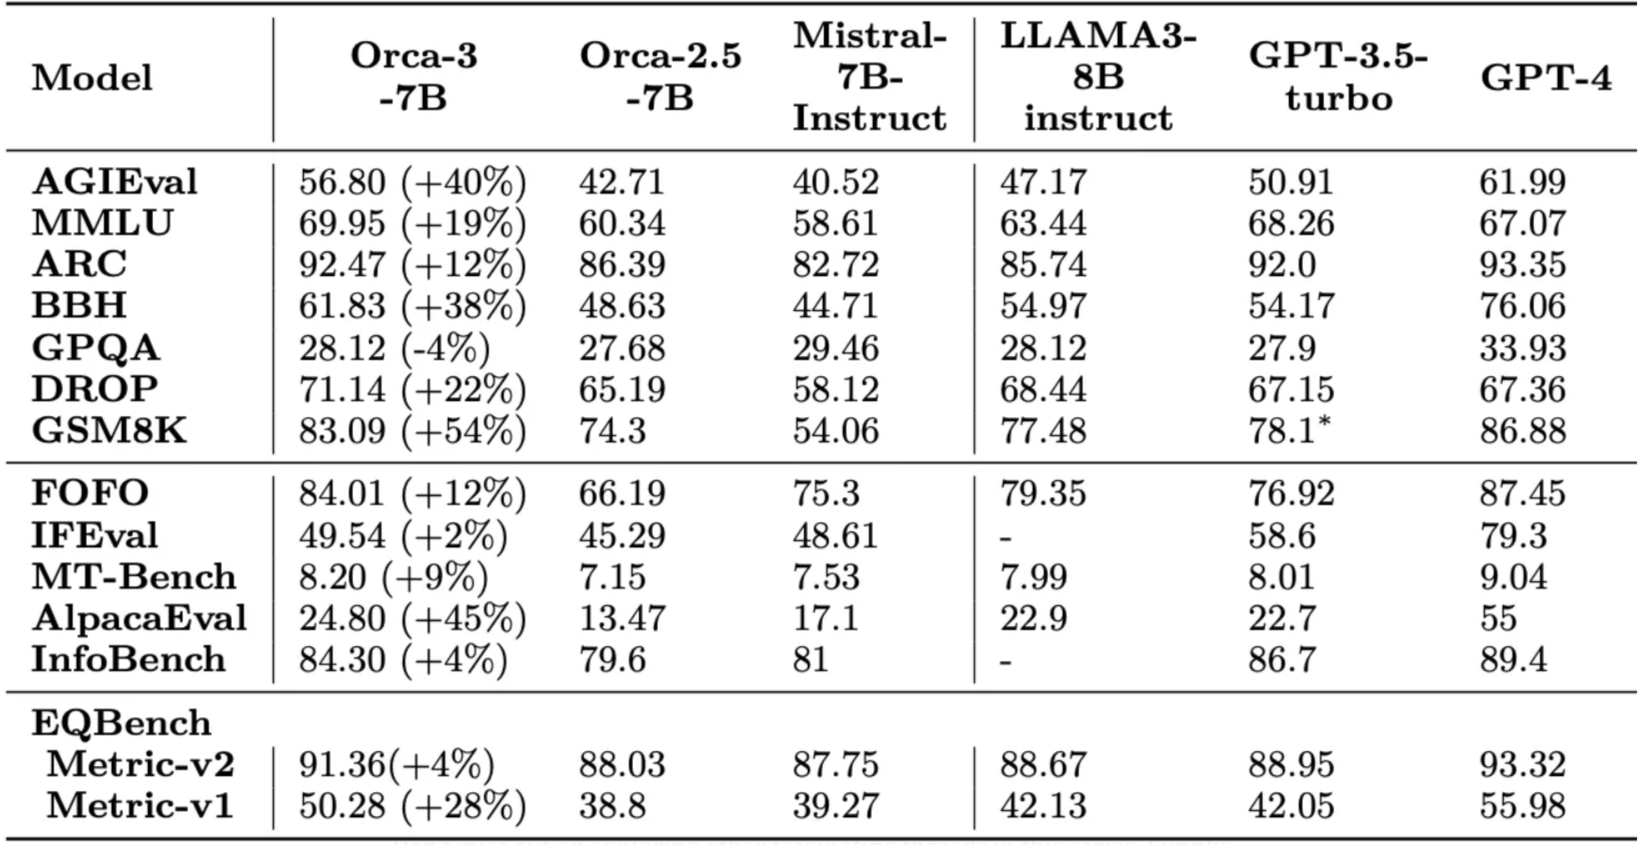 Model Orca-3 -7B Orca-2.5 -7B Mistral-7B-Instruct LLAMA3-8B instruct GPT-3.5-turbo GPT-4
AGIEval 56.80 (+40%) 42.71 40.52 47.17 50.91 61.99
MMLU 69.95 (+19%) 60.34 58.61 63.44 68.26 67.07
ARC 92.47 (+12%) 86.39 82.72 85.74 92.0 93.35
BBH 61.83 (+38%) 48.63 44.71 54.97 54.17 76.06
GPQA 28.12 (-4%) 27.68 29.46 28.12 27.9 33.93
DROP 71.14 (+22%) 65.19 58.12 68.44 67.15 67.36
GSM8K 83.09 (+54%) 74.3 54.06 77.48 78.1* 86.88
FOFO 84.01 (+12%) 66.19 75.3 79.35 76.92 87.45
IFEval 49.54 (+2%) 45.29 48.61 - 58.6 79.3
MT-Bench 8.20 (+9%) 7.15 7.53 7.99 8.01 9.04
AlpacaEval 24.80 (+45%) 13.47 17.1 22.9 22.7 55
InfoBench 84.30 (+4%) 79.6 81 - 86.7 89.4
EQBench
Metric-v2 91.36(+4%) 88.03 87.75 88.67 88.95 93.32
Metric-v1 50.28 (+28%) 38.8 39.27 42.13 42.05 55.98